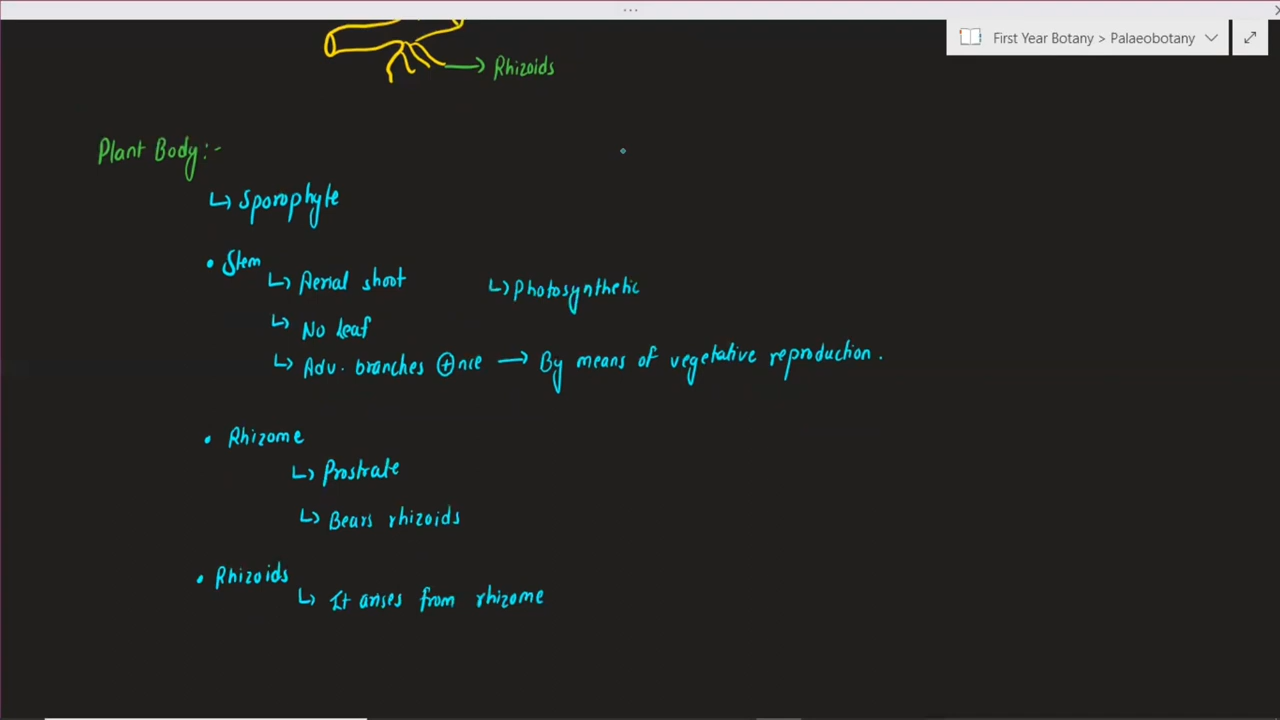 First Year Botany > Palaeobotany
→ Rhizoids
Plant Body :-
↳ Sporophyte
• Stem
↳ Aerial shoot ↳ Photosynthetic
↳ No leaf
↳ Adv. branches ⊕nce → By means of vegetative reproduction.
• Rhizome
↳ Prostrate
↳ Bears rhizoids
• Rhizoids
↳ It arises from rhizome